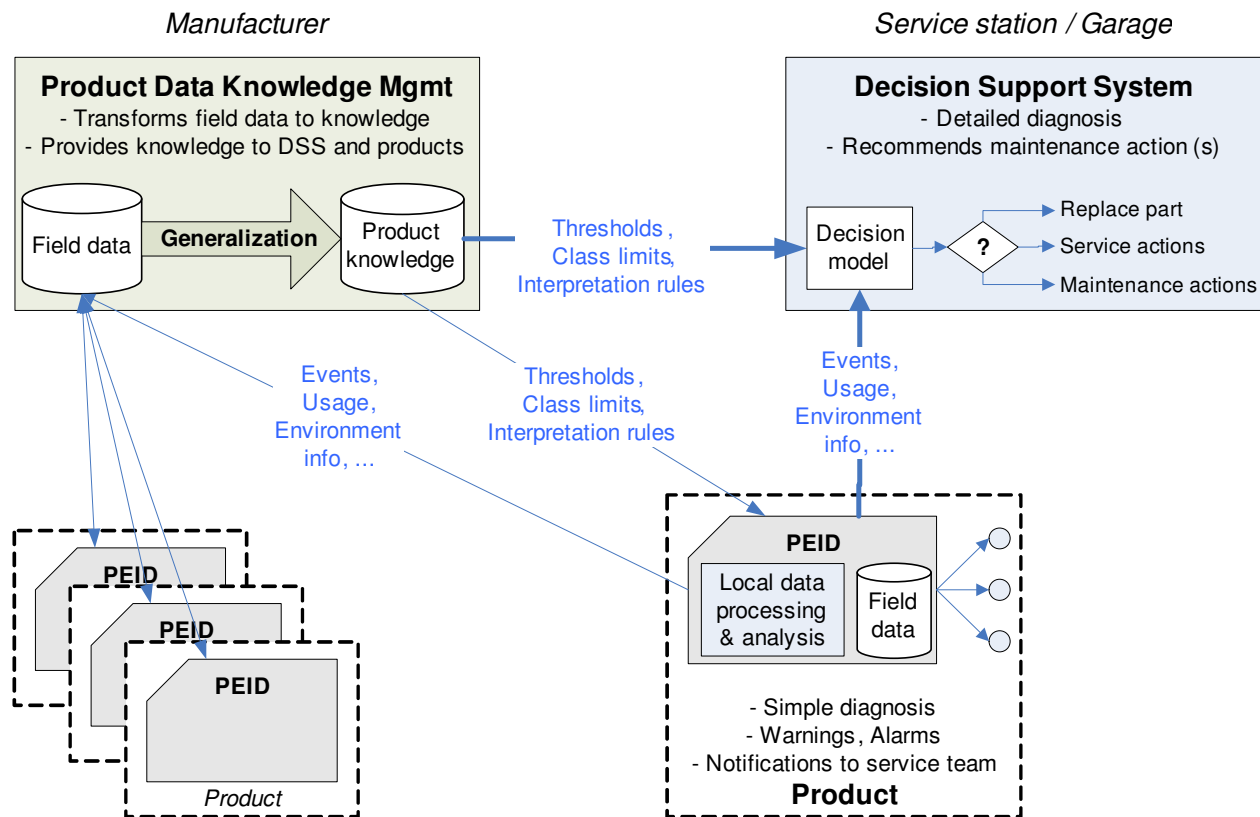 Manufacturer
Service station / Garage
Product Data Knowledge Mgmt
- Transforms field data to knowledge
- Provides knowledge to DSS and products
Field data
Generalization
Product
knowledge
Thresholds,
Class limits,
Interpretation rules
Decision Support System
- Detailed diagnosis
- Recommends maintenance action (s)
Decision
model
?
Replace part
Service actions
Maintenance actions
Events,
Usage,
Environment
info, ...
Thresholds,
Class limits,
Interpretation rules
Events,
Usage,
Environment
info, ...
PEID
PEID
PEID
Product
PEID
Local data
processing
& analysis
Field
data
- Simple diagnosis
- Warnings, Alarms
- Notifications to service team
Product